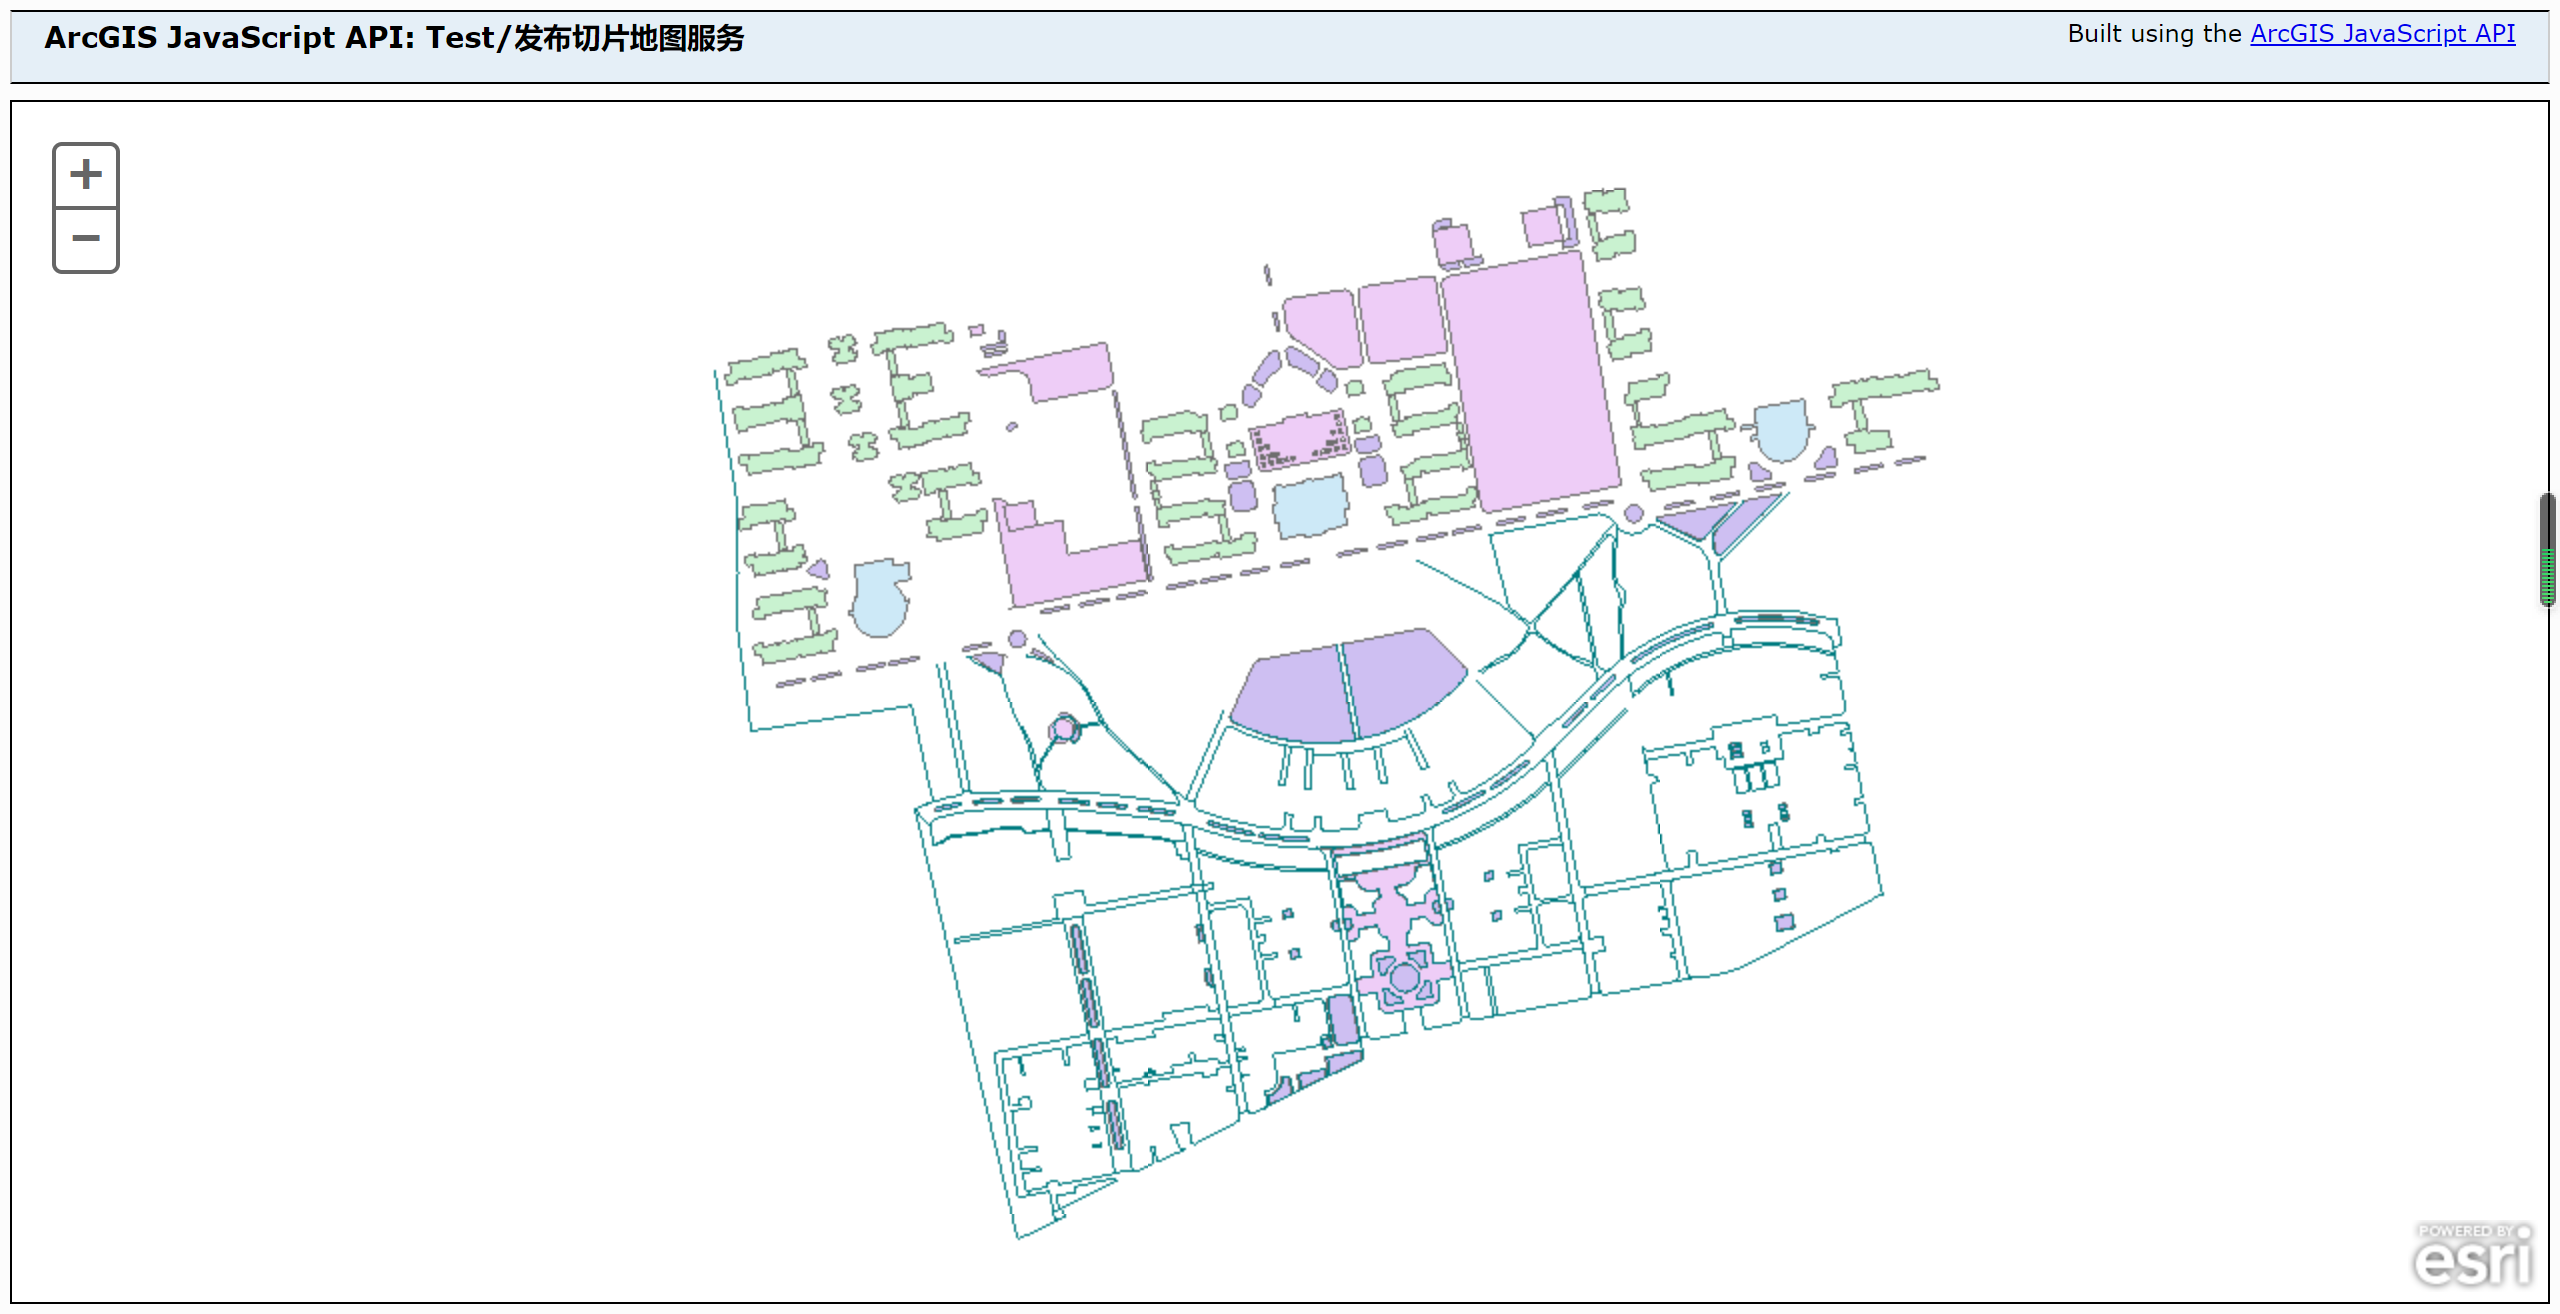 ArcGIS JavaScript API: Test/发布切片地图服务
Built using the ArcGIS JavaScript API
+
−
POWERED BY
esri